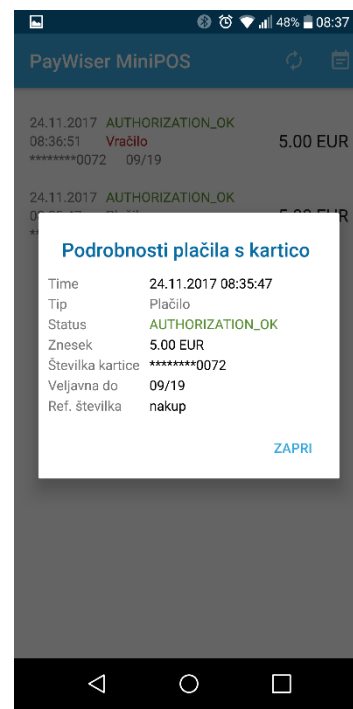 48% 08:37
PayWiser MiniPOS
24.11.2017 AUTHORIZATION_OK
08:36:51 Vračilo 5.00 EUR
********0072 09/19
24.11.2017 AUTHORIZATION_OK
Podrobnosti plačila s kartico
Time 24.11.2017 08:35:47
Tip Plačilo
Status AUTHORIZATION_OK
Znesek 5.00 EUR
Številka kartice ********0072
Veljavna do 09/19
Ref. številka nakup
ZAPRI